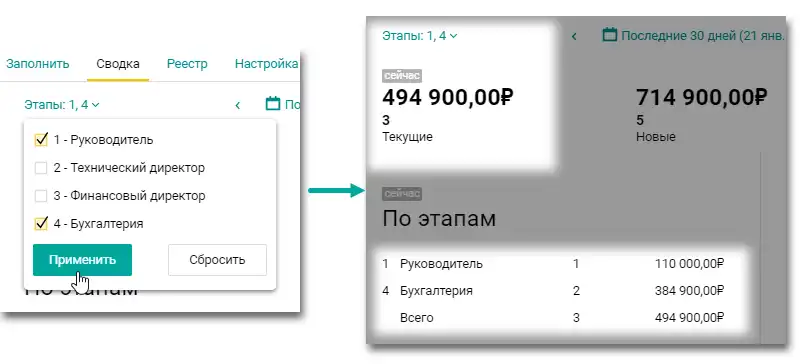 Заполнить Сводка Реестр Настройка
Этапы: 1, 4
По
1 - Руководитель
2 - Технический директор
3 - Финансовый директор
4 - Бухгалтерия
Применить Сбросить
По этапам
Этапы: 1, 4
Последние 30 дней (21 янв.
сейчас
494 900,00₽
3
Текущие
714 900,00₽
5
Новые
сейчас
По этапам
1 Руководитель 1 110 000,00₽
4 Бухгалтерия 2 384 900,00₽
Всего 3 494 900,00₽